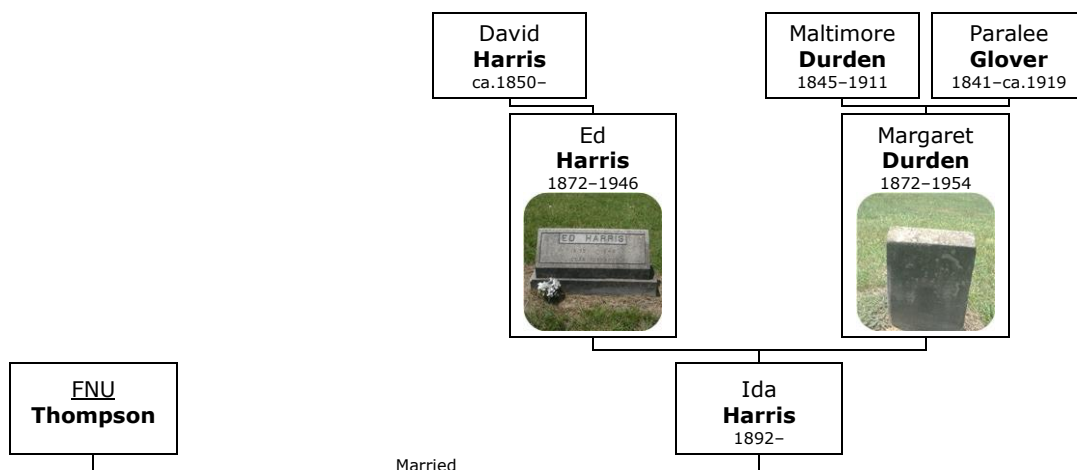 David
Harris
ca.1850–
Maltimore
Durden
1845–1911
Paralee
Glover
1841–ca.1919
Ed
Harris
1872–1946
ED HARRIS
Margaret
Durden
1872–1954
FNU
Thompson
Ida
Harris
1892–
Married